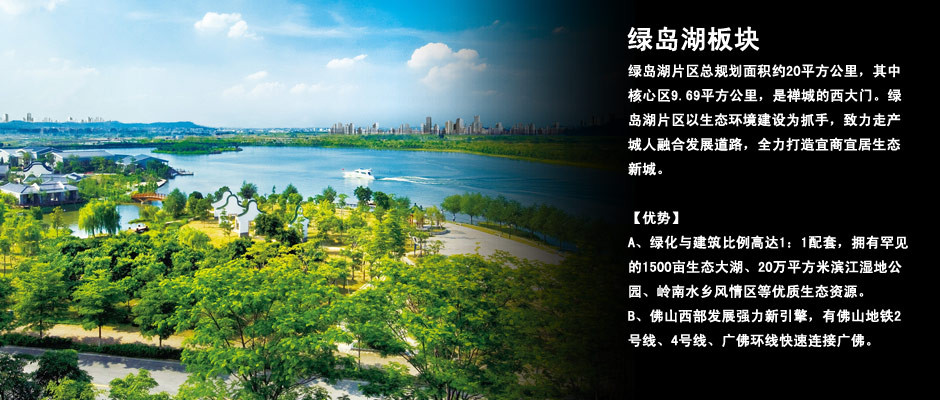 绿岛湖板块
绿岛湖片区总规划面积约20平方公里，其中
核心区9.69平方公里，是禅城的西大门。绿
岛湖片区以生态环境建设为抓手，致力走产
城人融合发展道路，全力打造宜商宜居生态
新城。
【优势】
A、绿化与建筑比例高达1：1配套，拥有罕见
的1500亩生态大湖、20万平方米滨江湿地公
园、岭南水乡风情区等优质生态资源。
B、佛山西部发展强力新引擎，有佛山地铁2
号线、4号线、广佛环线快速连接广佛。